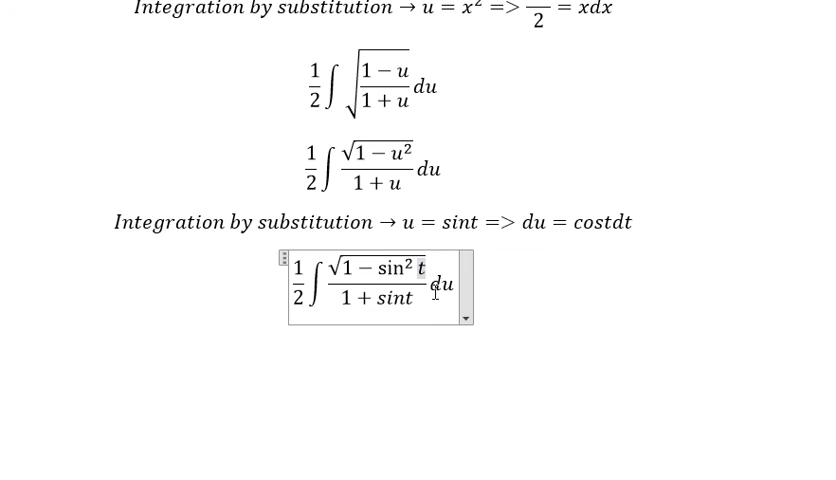 Integration by substitution → u = x² => ―/2 = xdx
1/2 ∫ √((1 − u)/(1 + u)) du
1/2 ∫ √(1 − u²)/(1 + u) du
Integration by substitution → u = sint => du = costdt
1/2 ∫ √(1 − sin² t)/(1 + sint) du